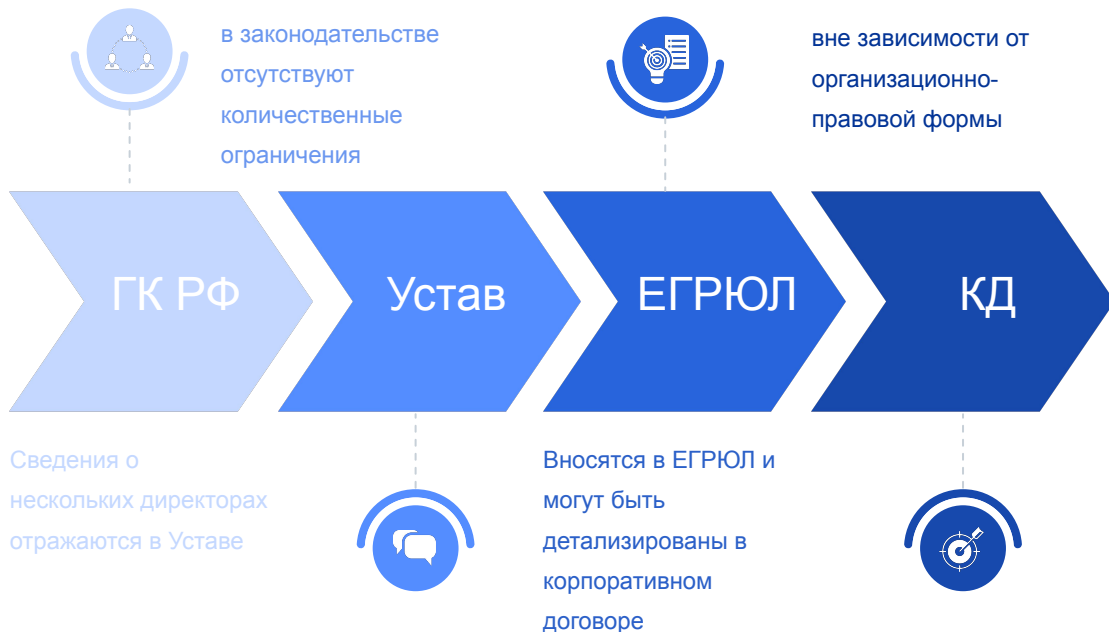 в законодательстве
отсутствуют
количественные
ограничения
вне зависимости от
организационно-
правовой формы
ГК РФ
Устав
ЕГРЮЛ
КД
Сведения о
нескольких директорах
отражаются в Уставе
Вносятся в ЕГРЮЛ и
могут быть
детализированы в
корпоративном
договоре